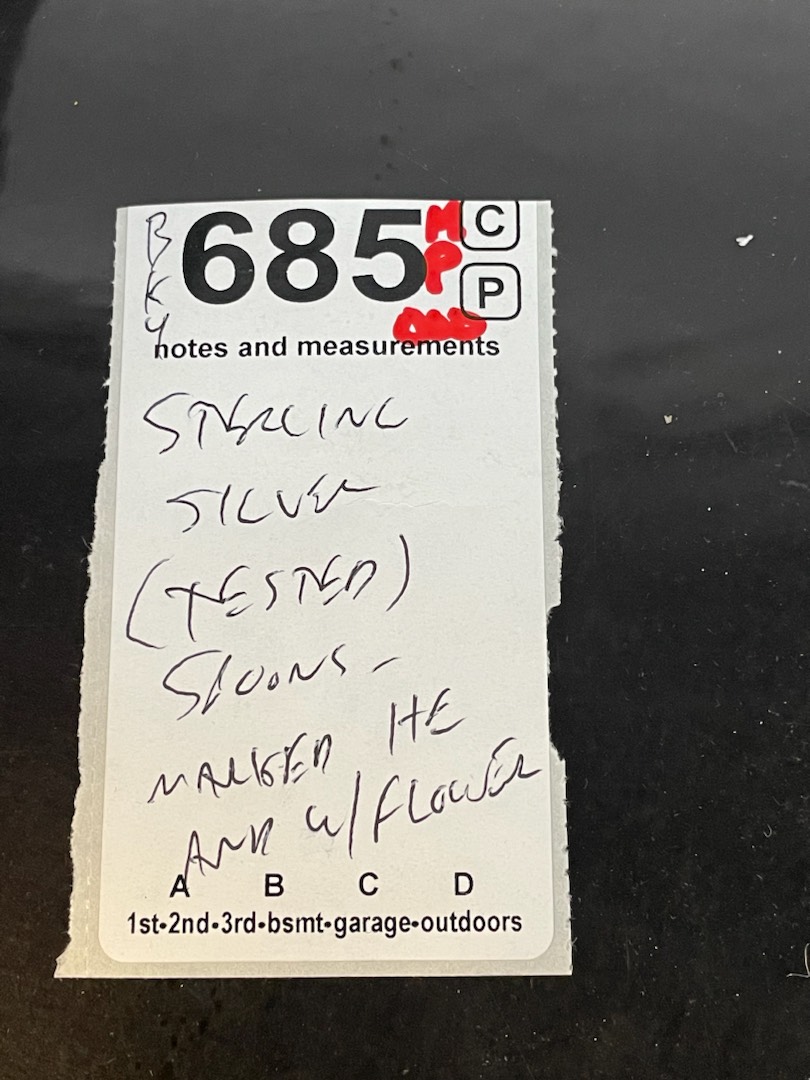 BKY
685
M
P
C
P
notes and measurements
STERLING
SILVER
(TESTED)
SPOONS -
MARKED HE
AND W/FLOWER
A B C D
1st•2nd•3rd•bsmt•garage•outdoors